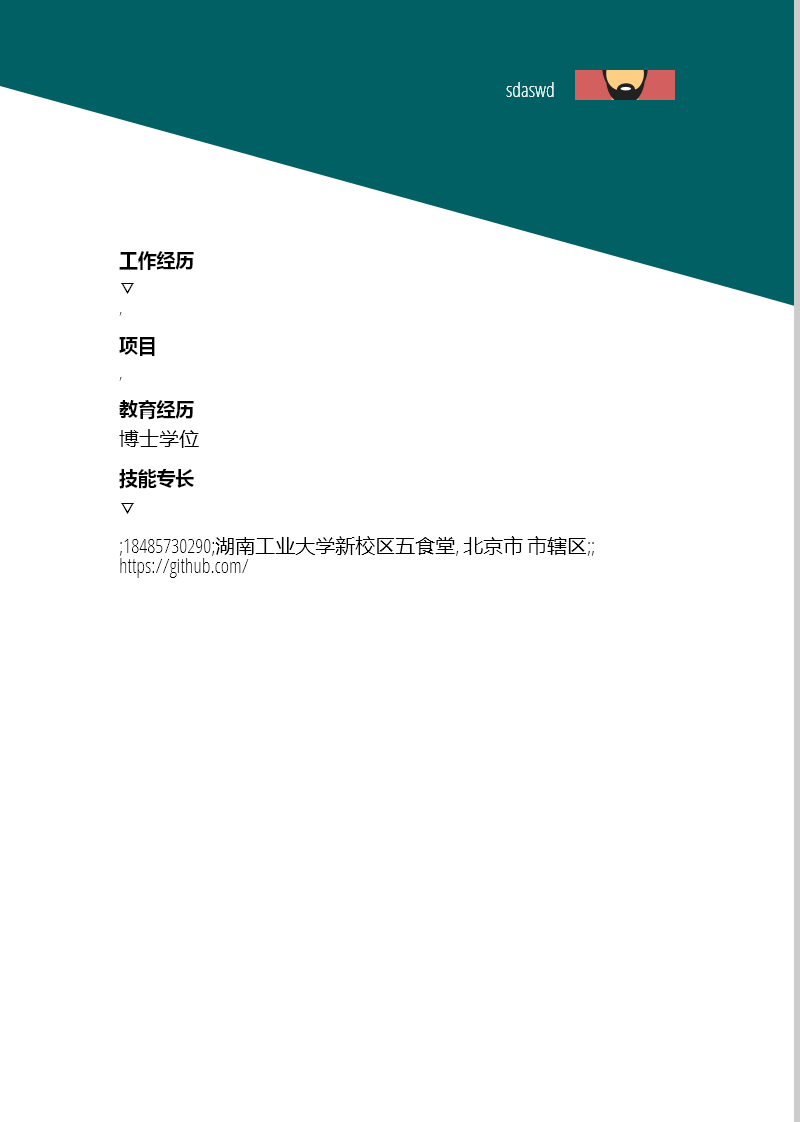 sdaswd
工作经历
▽
,
项目
,
教育经历
博士学位
技能专长
▽
;18485730290;湖南工业大学新校区五食堂, 北京市 市辖区;;
https://github.com/